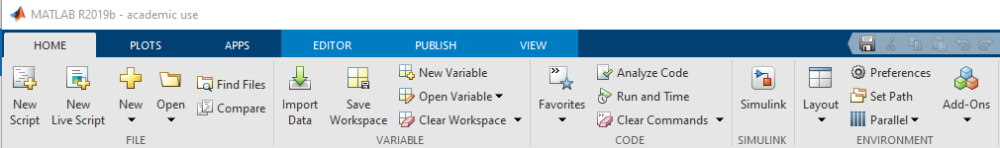 MATLAB R2019b - academic use
HOME PLOTS APPS EDITOR PUBLISH VIEW
New Script
New Live Script
New
Open
Find Files
Compare
FILE
Import Data
Save Workspace
New Variable
Open Variable
Clear Workspace
VARIABLE
Favorites
Analyze Code
Run and Time
Clear Commands
CODE
Simulink
SIMULINK
Layout
Preferences
Set Path
Parallel
Add-Ons
ENVIRONMENT